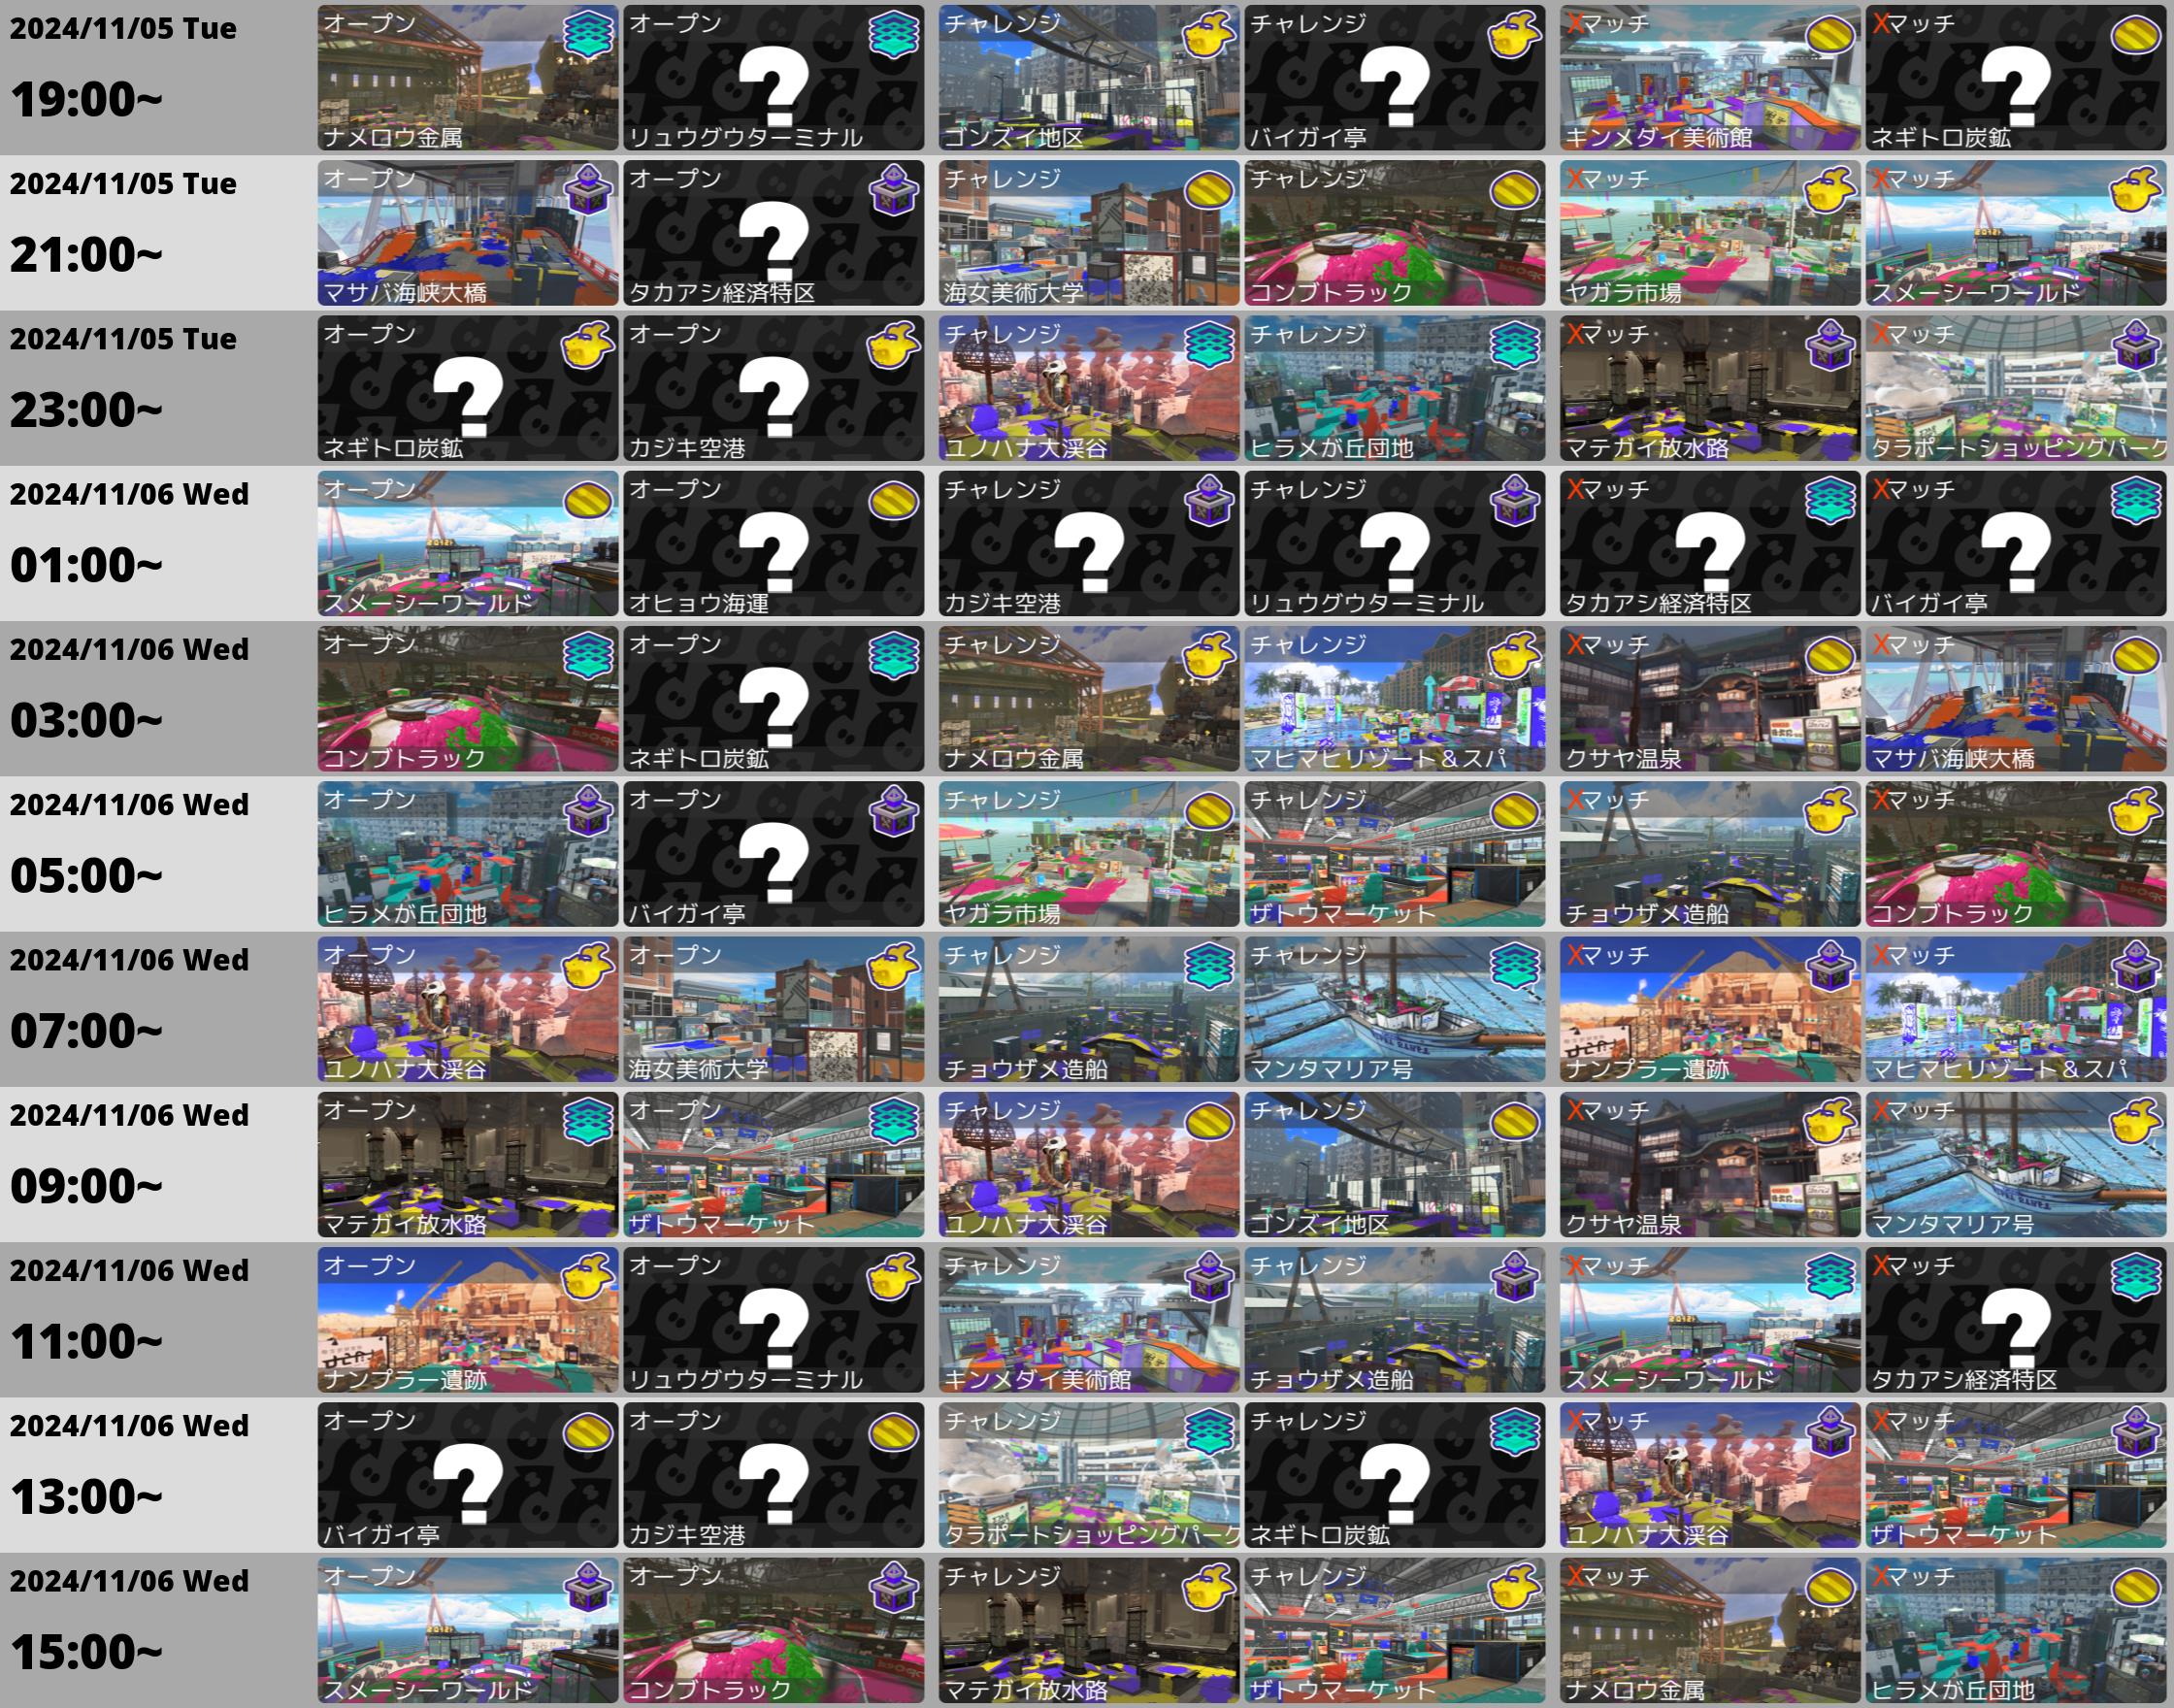 2024/11/05 Tue
19:00~
オープン
ナメロウ金属
オープン
リュウグウターミナル
チャレンジ
ゴンズイ地区
チャレンジ
バイガイ亭
Xマッチ
キンメダイ美術館
Xマッチ
ネギトロ炭鉱
2024/11/05 Tue
21:00~
オープン
マサバ海峡大橋
オープン
タカアシ経済特区
チャレンジ
海女美術大学
チャレンジ
コンブトラック
Xマッチ
ヤガラ市場
Xマッチ
スメーシーワールド
2024/11/05 Tue
23:00~
オープン
ネギトロ炭鉱
オープン
カジキ空港
チャレンジ
ユノハナ大渓谷
チャレンジ
ヒラメが丘団地
Xマッチ
マテガイ放水路
Xマッチ
タラポートショッピングパーク
2024/11/06 Wed
01:00~
オープン
スメーシーワールド
オープン
オヒョウ海運
チャレンジ
カジキ空港
チャレンジ
リュウグウターミナル
Xマッチ
タカアシ経済特区
Xマッチ
バイガイ亭
2024/11/06 Wed
03:00~
オープン
コンブトラック
オープン
ネギトロ炭鉱
チャレンジ
ナメロウ金属
チャレンジ
マヒマヒリゾート&スパ
Xマッチ
クサヤ温泉
Xマッチ
マサバ海峡大橋
2024/11/06 Wed
05:00~
オープン
ヒラメが丘団地
オープン
バイガイ亭
チャレンジ
ヤガラ市場
チャレンジ
ザトウマーケット
Xマッチ
チョウザメ造船
Xマッチ
コンブトラック
2024/11/06 Wed
07:00~
オープン
ユノハナ大渓谷
オープン
海女美術大学
チャレンジ
チョウザメ造船
チャレンジ
マンタマリア号
Xマッチ
ナンプラー遺跡
Xマッチ
マヒマヒリゾート&スパ
2024/11/06 Wed
09:00~
オープン
マテガイ放水路
オープン
ザトウマーケット
チャレンジ
ユノハナ大渓谷
チャレンジ
ゴンズイ地区
Xマッチ
クサヤ温泉
Xマッチ
マンタマリア号
2024/11/06 Wed
11:00~
オープン
ナンプラー遺跡
オープン
リュウグウターミナル
チャレンジ
キンメダイ美術館
チャレンジ
チョウザメ造船
Xマッチ
スメーシーワールド
Xマッチ
タカアシ経済特区
2024/11/06 Wed
13:00~
オープン
バイガイ亭
オープン
カジキ空港
チャレンジ
タラポートショッピングパーク
チャレンジ
ネギトロ炭鉱
Xマッチ
ユノハナ大渓谷
Xマッチ
ザトウマーケット
2024/11/06 Wed
15:00~
オープン
スメーシーワールド
オープン
コンブトラック
チャレンジ
マテガイ放水路
チャレンジ
ザトウマーケット
Xマッチ
ナメロウ金属
Xマッチ
ヒラメが丘団地